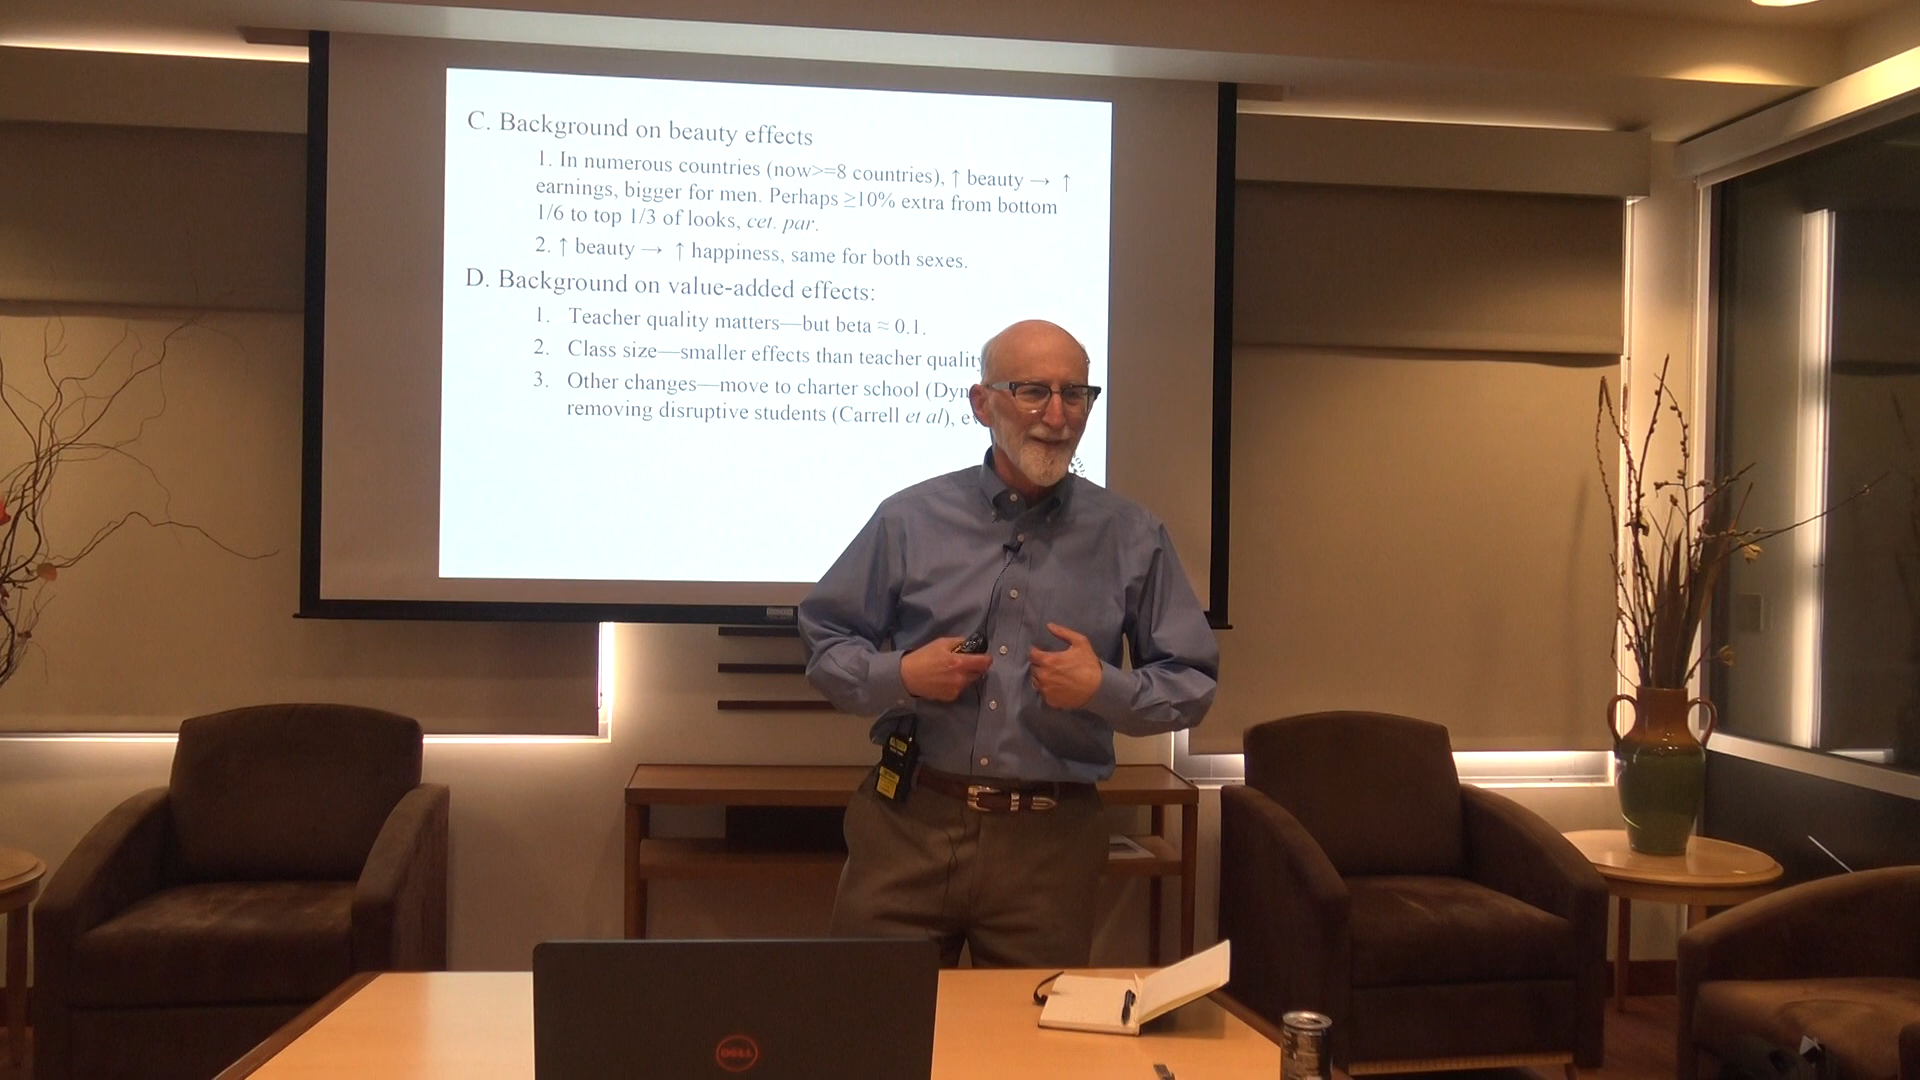 C. Background on beauty effects
1. In numerous countries (now>=8 countries), ↑ beauty → ↑
earnings, bigger for men. Perhaps ≥10% extra from bottom
1/6 to top 1/3 of looks, cet. par.
2. ↑ beauty → ↑ happiness, same for both sexes.
D. Background on value-added effects:
1. Teacher quality matters—but beta ≈ 0.1.
2. Class size—smaller effects than teacher quality
3. Other changes—move to charter school (Dyn
removing disruptive students (Carrell et al), ev
DELL